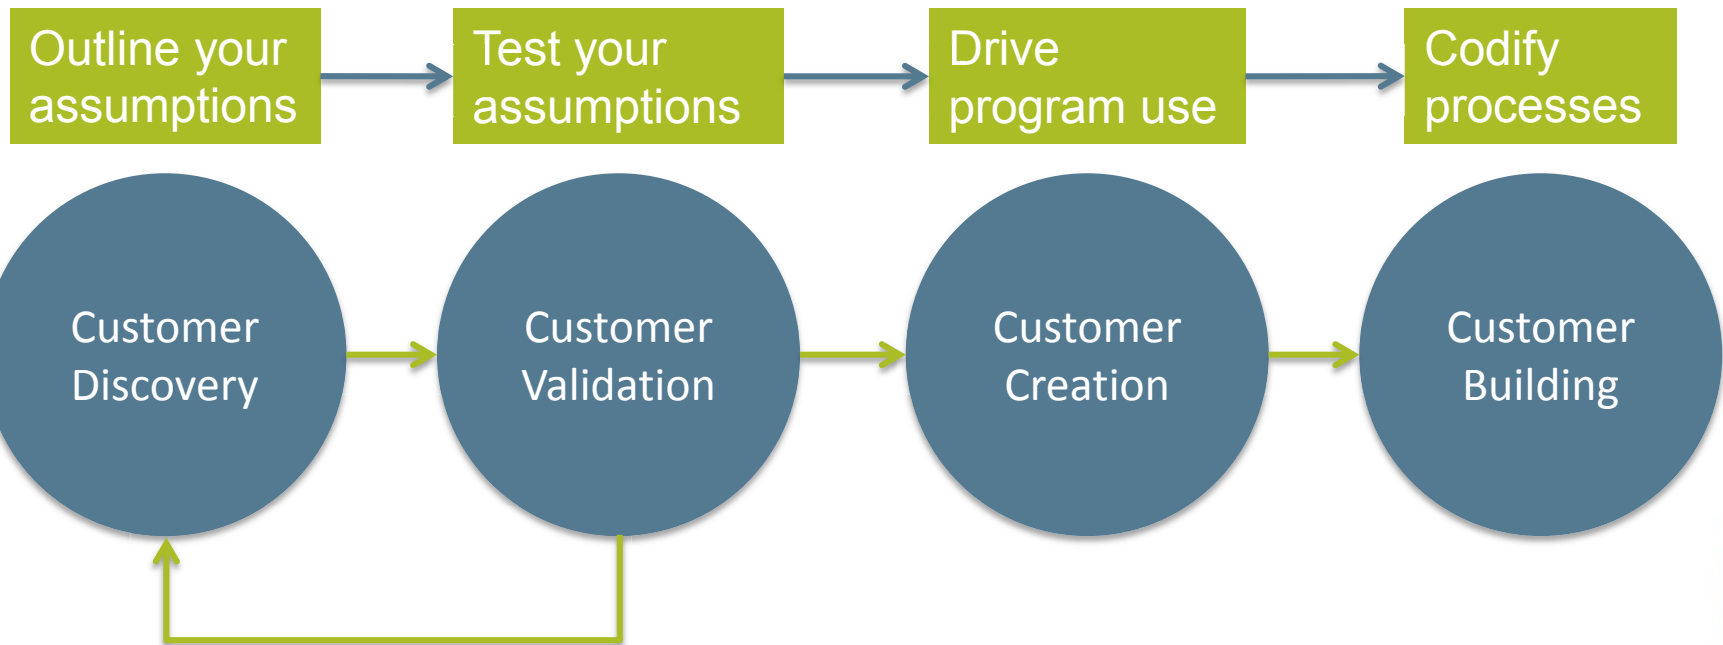 Outline your
assumptions
Test your
assumptions
Drive
program use
Codify
processes
Customer
Discovery
Customer
Validation
Customer
Creation
Customer
Building